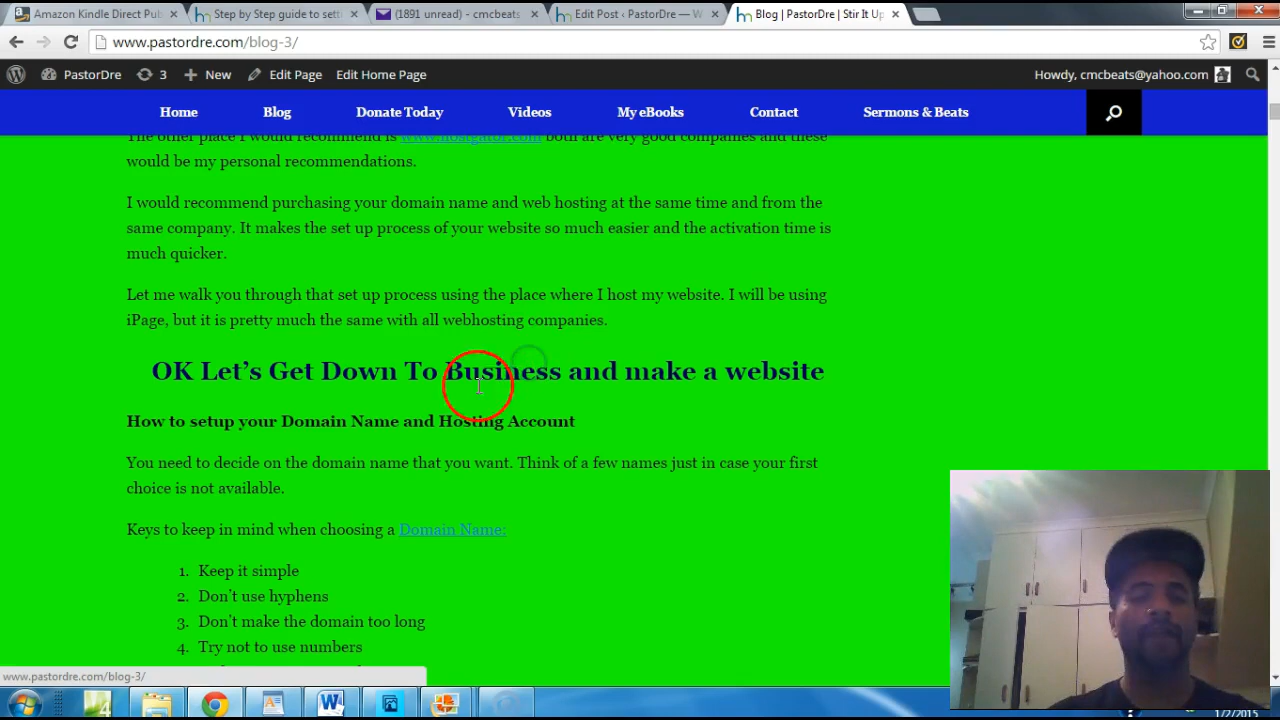 Amazon Kindle Direct Pub
Step by Step guide to sett
(1891 unread) - cmcbeats
Edit Post ‹ PastorDre — W
Blog | PastorDre | Stir It Up
www.pastordre.com/blog-3/
PastorDre 3 New Edit Page Edit Home Page Howdy, cmcbeats@yahoo.com
Home Blog Donate Today Videos My eBooks Contact Sermons & Beats
The other place I would recommend is www.hostgator.com both are very good companies and these
would be my personal recommendations.
I would recommend purchasing your domain name and web hosting at the same time and from the
same company. It makes the set up process of your website so much easier and the activation time is
much quicker.
Let me walk you through that set up process using the place where I host my website. I will be using
iPage, but it is pretty much the same with all webhosting companies.
OK Let's Get Down To Business and make a website
How to setup your Domain Name and Hosting Account
You need to decide on the domain name that you want. Think of a few names just in case your first
choice is not available.
Keys to keep in mind when choosing a Domain Name:
1. Keep it simple
2. Don't use hyphens
3. Don't make the domain too long
4. Try not to use numbers
www.pastordre.com/blog-3/
1/2/2015